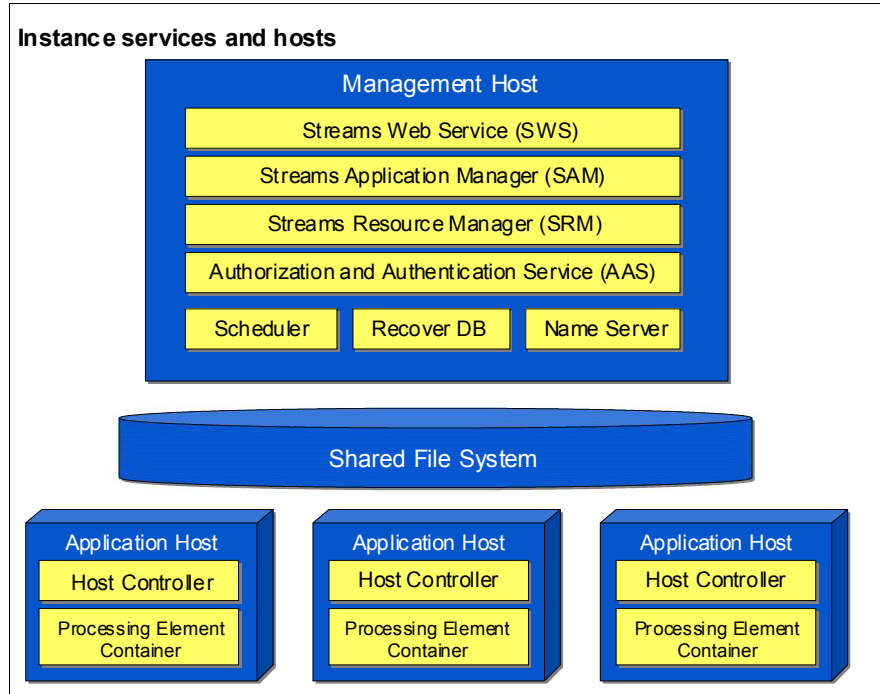 Instance services and hosts
Management Host
Streams Web Service (SWS)
Streams Application Manager (SAM)
Streams Resource Manager (SRM)
Authorization and Authentication Service (AAS)
Scheduler
Recover DB
Name Server
Shared File System
Application Host
Host Controller
Processing Element
Container
Application Host
Host Controller
Processing Element
Container
Application Host
Host Controller
Processing Element
Container